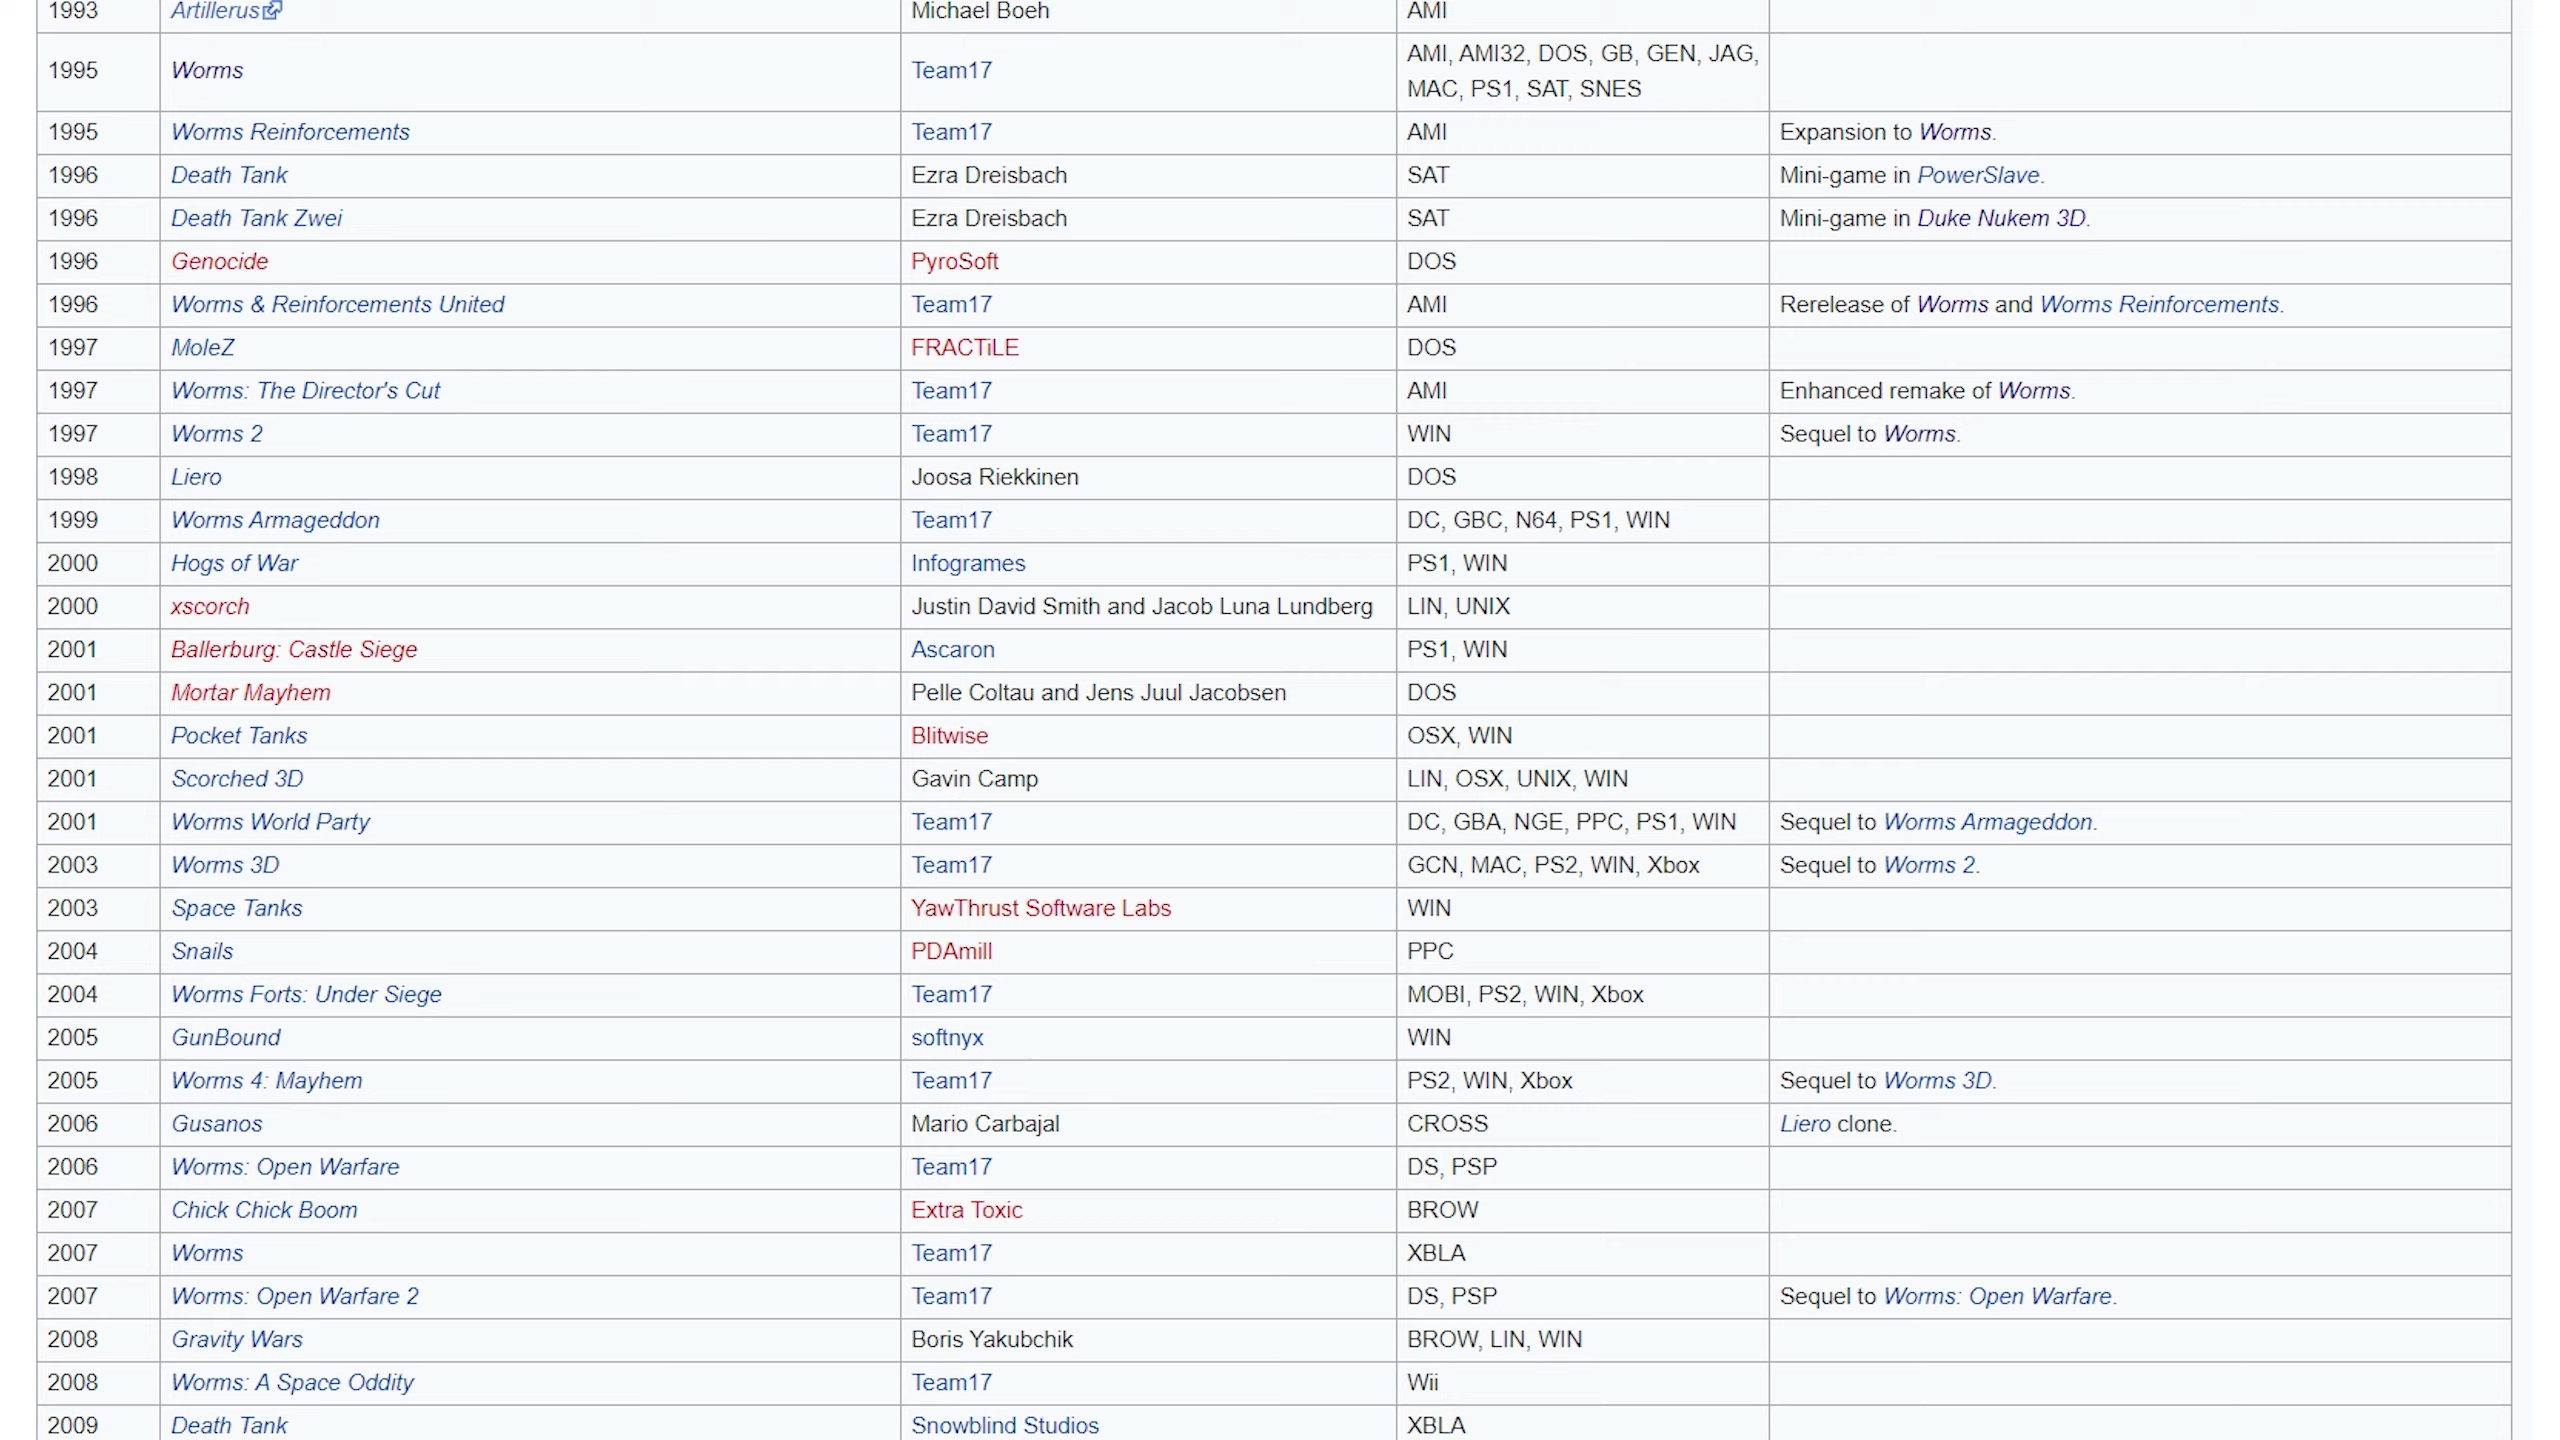 1993 Artillerus Michael Boeh AMI
1995 Worms Team17 AMI, AMI32, DOS, GB, GEN, JAG,
MAC, PS1, SAT, SNES
1995 Worms Reinforcements Team17 AMI Expansion to Worms.
1996 Death Tank Ezra Dreisbach SAT Mini-game in PowerSlave.
1996 Death Tank Zwei Ezra Dreisbach SAT Mini-game in Duke Nukem 3D.
1996 Genocide PyroSoft DOS
1996 Worms & Reinforcements United Team17 AMI Rerelease of Worms and Worms Reinforcements.
1997 MoleZ FRACTiLE DOS
1997 Worms: The Director's Cut Team17 AMI Enhanced remake of Worms.
1997 Worms 2 Team17 WIN Sequel to Worms.
1998 Liero Joosa Riekkinen DOS
1999 Worms Armageddon Team17 DC, GBC, N64, PS1, WIN
2000 Hogs of War Infogrames PS1, WIN
2000 xscorch Justin David Smith and Jacob Luna Lundberg LIN, UNIX
2001 Ballerburg: Castle Siege Ascaron PS1, WIN
2001 Mortar Mayhem Pelle Coltau and Jens Juul Jacobsen DOS
2001 Pocket Tanks Blitwise OSX, WIN
2001 Scorched 3D Gavin Camp LIN, OSX, UNIX, WIN
2001 Worms World Party Team17 DC, GBA, NGE, PPC, PS1, WIN Sequel to Worms Armageddon.
2003 Worms 3D Team17 GCN, MAC, PS2, WIN, Xbox Sequel to Worms 2.
2003 Space Tanks YawThrust Software Labs WIN
2004 Snails PDAmill PPC
2004 Worms Forts: Under Siege Team17 MOBI, PS2, WIN, Xbox
2005 GunBound softnyx WIN
2005 Worms 4: Mayhem Team17 PS2, WIN, Xbox Sequel to Worms 3D.
2006 Gusanos Mario Carbajal CROSS Liero clone.
2006 Worms: Open Warfare Team17 DS, PSP
2007 Chick Chick Boom Extra Toxic BROW
2007 Worms Team17 XBLA
2007 Worms: Open Warfare 2 Team17 DS, PSP Sequel to Worms: Open Warfare.
2008 Gravity Wars Boris Yakubchik BROW, LIN, WIN
2008 Worms: A Space Oddity Team17 Wii
2009 Death Tank Snowblind Studios XBLA